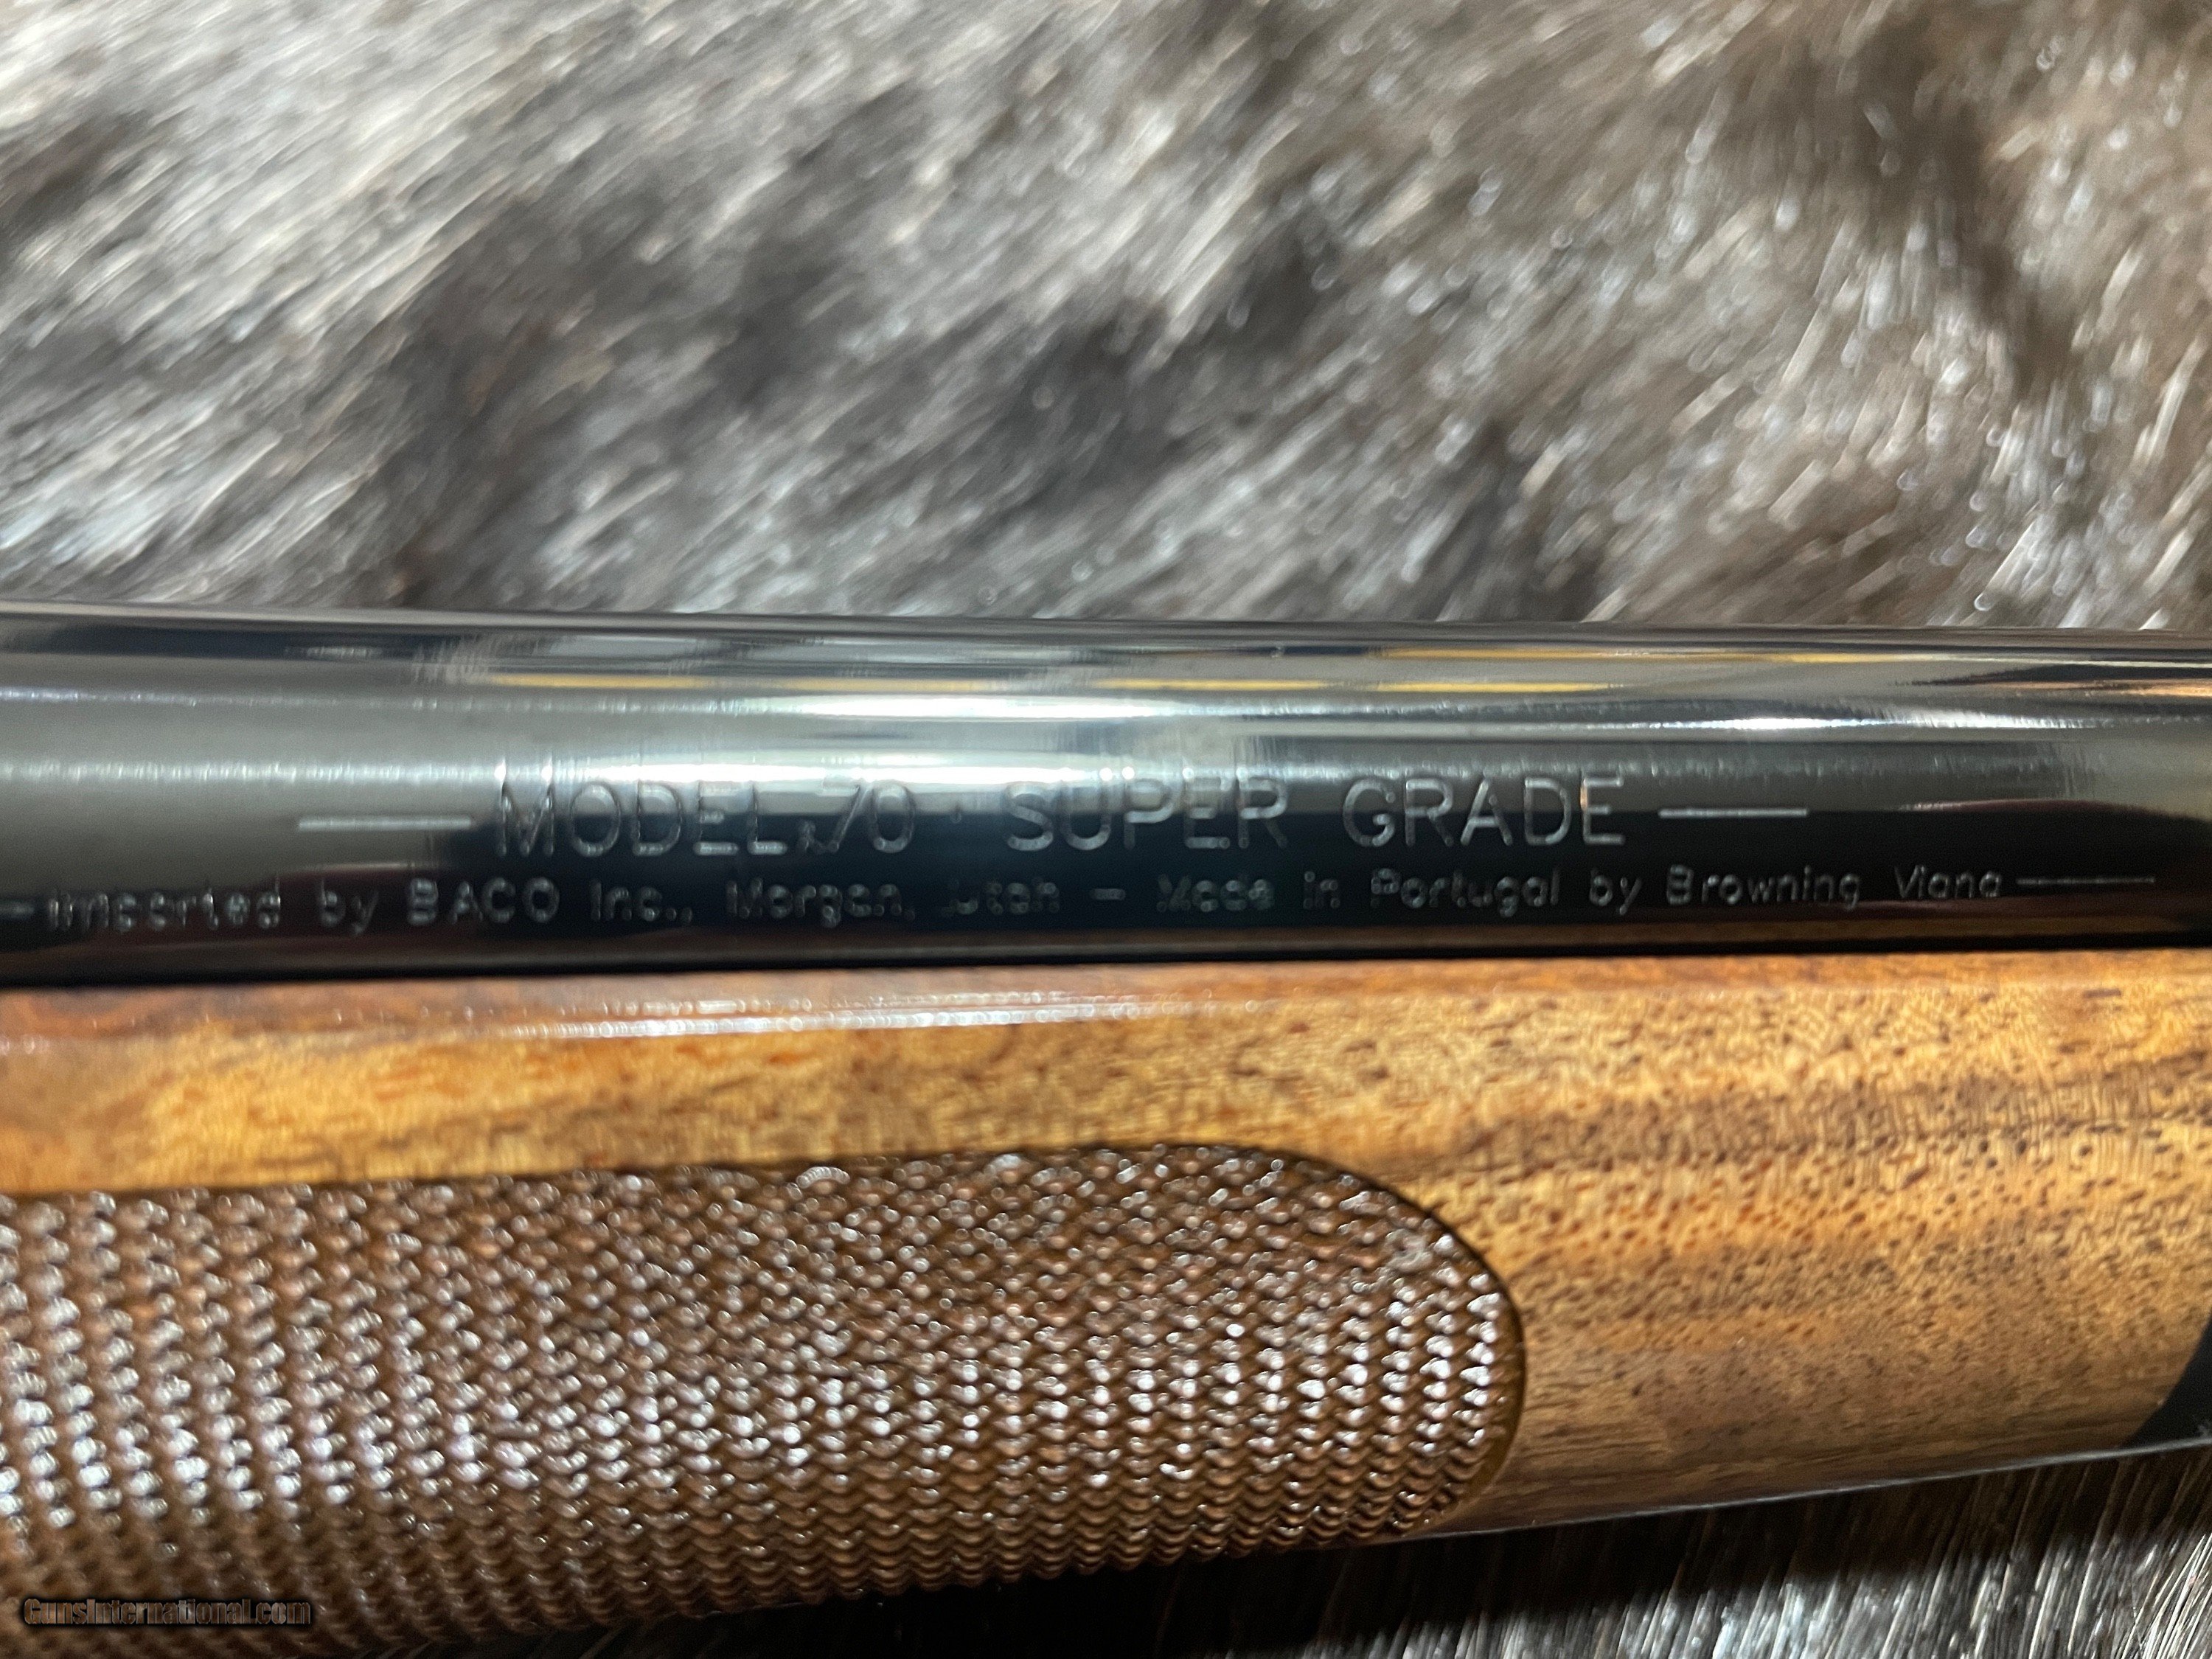 MODEL 70 · SUPER GRADE
Imported by BACO Inc., Morgan, Utah – Made in Portugal by Browning Viana
GunsInternational.com